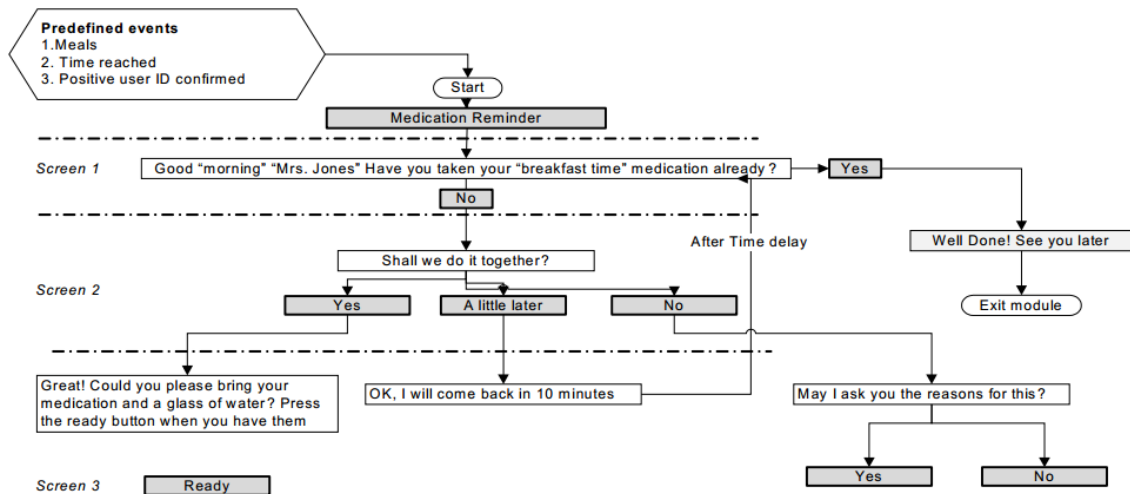 Predefined events
1.Meals
2. Time reached
3. Positive user ID confirmed
Start
Medication Reminder
Screen 1
Good “morning” “Mrs. Jones” Have you taken your “breakfast time” medication already ?
Yes
No
After Time delay
Well Done! See you later
Shall we do it together?
Screen 2
Yes
A little later
No
Exit module
Great! Could you please bring your
medication and a glass of water? Press
the ready button when you have them
OK, I will come back in 10 minutes
May I ask you the reasons for this?
Yes
No
Screen 3
Ready